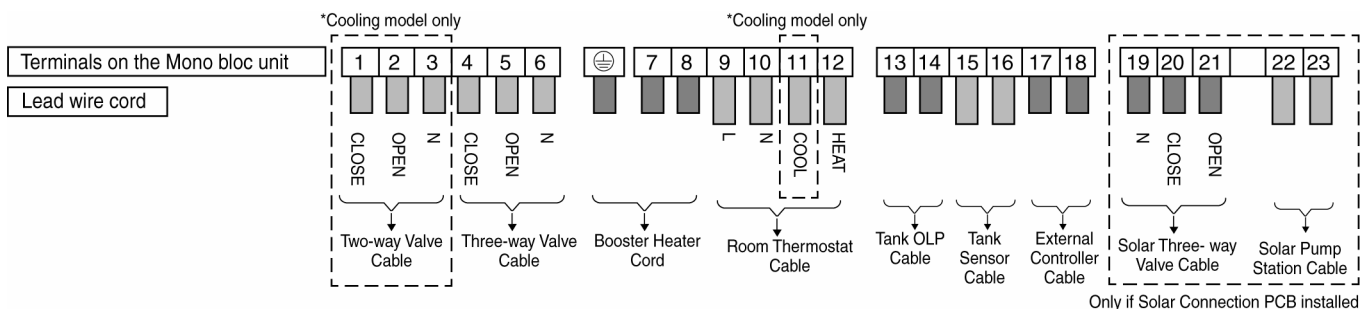 *Cooling model only
*Cooling model only
Terminals on the Mono bloc unit
1 2 3 4 5 6 7 8 9 10 11 12 13 14 15 16 17 18 19 20 21 22 23
Lead wire cord
CLOSE OPEN N CLOSE OPEN N L N COOL HEAT N CLOSE OPEN
Two-way Valve Cable
Three-way Valve Cable
Booster Heater Cord
Room Thermostat Cable
Tank OLP Cable
Tank Sensor Cable
External Controller Cable
Solar Three- way Valve Cable
Solar Pump Station Cable
Only if Solar Connection PCB installed